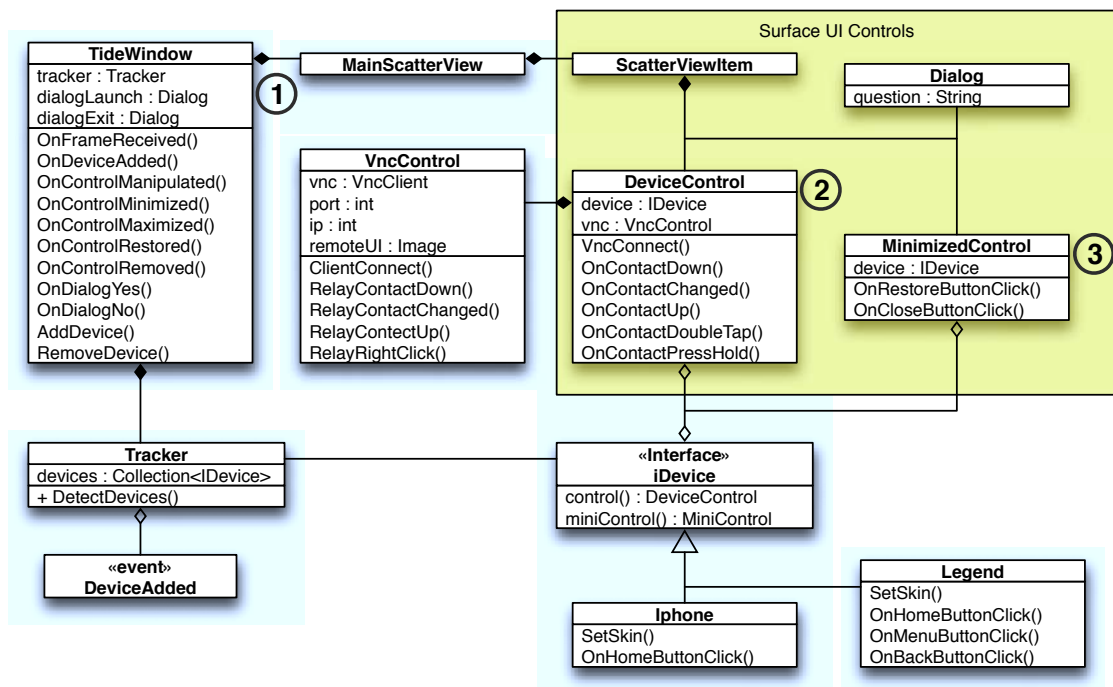 Surface UI Controls
TideWindow
tracker : Tracker
dialogLaunch : Dialog
dialogExit : Dialog
OnFrameReceived()
OnDeviceAdded()
OnControlManipulated()
OnControlMinimized()
OnControlMaximized()
OnControlRestored()
OnControlRemoved()
OnDialogYes()
OnDialogNo()
AddDevice()
RemoveDevice()
1
MainScatterView
ScatterViewItem
Dialog
question : String
VncControl
vnc : VncClient
port : int
ip : int
remoteUI : Image
ClientConnect()
RelayContactDown()
RelayContactChanged()
RelayContectUp()
RelayRightClick()
DeviceControl
device : IDevice
vnc : VncControl
VncConnect()
OnContactDown()
OnContactChanged()
OnContactUp()
OnContactDoubleTap()
OnContactPressHold()
2
MinimizedControl
device : IDevice
OnRestoreButtonClick()
OnCloseButtonClick()
3
Tracker
devices : Collection<IDevice>
+ DetectDevices()
«event»
DeviceAdded
«Interface»
iDevice
control() : DeviceControl
miniControl() : MiniControl
Iphone
SetSkin()
OnHomeButtonClick()
Legend
SetSkin()
OnHomeButtonClick()
OnMenuButtonClick()
OnBackButtonClick()